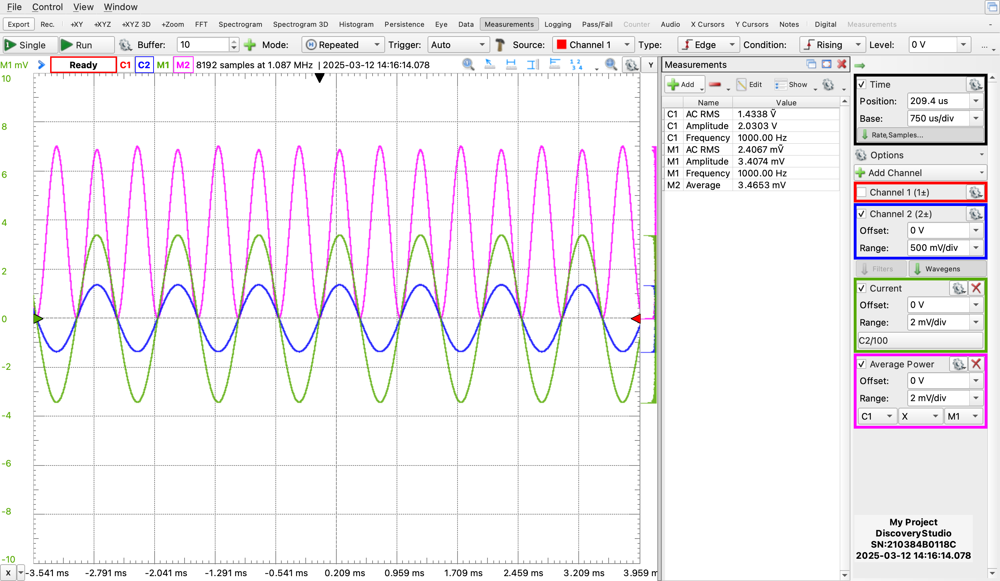 File Control View Window
Export Rec. +XY +XYZ +XYZ 3D +Zoom FFT Spectrogram Spectrogram 3D Histogram Persistence Eye Data Measurements Logging Pass/Fail Counter Audio X Cursors Y Cursors Notes Digital Measurements -
1 Single Run Buffer: 10 Mode: Repeated Trigger: Auto Source: Channel 1 Type: Edge Condition: Rising Level: 0 V ...
M1 mV Ready C1 C2 M1 M2 8192 samples at 1.087 MHz | 2025-03-12 14:16:14.078 1 1 2 3 4 Y
10
8
6
4
2
0
-2
-4
-6
-8
-10
X -3.541 ms -2.791 ms -2.041 ms -1.291 ms -0.541 ms 0.209 ms 0.959 ms 1.709 ms 2.459 ms 3.209 ms 3.959 m
Measurements
Add Edit Show
Name Value
C1 AC RMS 1.4338 Ṽ
C1 Amplitude 2.0303 V
C1 Frequency 1000.00 Hz
M1 AC RMS 2.4067 mṼ
M1 Amplitude 3.4074 mV
M1 Frequency 1000.00 Hz
M2 Average 3.4653 mV
Time
Position: 209.4 us
Base: 750 us/div
Rate,Samples...
Options
Add Channel
Channel 1 (1±)
Channel 2 (2±)
Offset: 0 V
Range: 500 mV/div
Filters Wavegens
Current
Offset: 0 V
Range: 2 mV/div
C2/100
Average Power
Offset: 0 V
Range: 2 mV/div
C1 X M1
My Project
DiscoveryStudio
SN:210384B0118C
2025-03-12 14:16:14.078